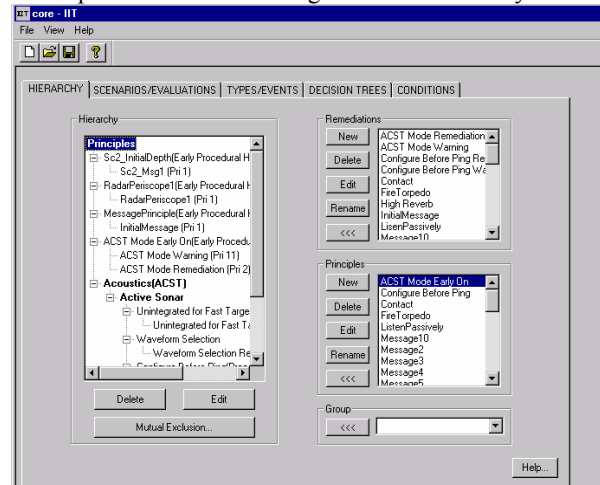 core - IIT
File View Help
HIERARCHY SCENARIOS/EVALUATIONS TYPES/EVENTS DECISION TREES CONDITIONS
Hierarchy
Principles
Sc2_InitialDepth(Early Procedural H
Sc2_Msg1 (Pri 1)
RadarPeriscope1(Early Procedural H
RadarPeriscope1 (Pri 1)
MessagePrinciple(Early Procedural H
InitialMessage (Pri 1)
ACST Mode Early On(Early Procedu
ACST Mode Warning (Pri 11)
ACST Mode Remediation (Pri 2)
Acoustics(ACST)
Active Sonar
Unintegrated for Fast Targe
Unintegrated for Fast Ta
Waveform Selection
Waveform Selection Re
Delete Edit
Mutual Exclusion...
Remediations
New
Delete
Edit
Rename
<<<
ACST Mode Remediation
ACST Mode Warning
Configure Before Ping Re
Configure Before Ping Wa
Contact
FireTorpedo
High Reverb
InitialMessage
LisenPassively
Message10
Principles
New
Delete
Edit
Rename
<<<
ACST Mode Early On
Configure Before Ping
Contact
FireTorpedo
ListenPassively
Message10
Message2
Message3
Message4
Message5
Group
<<<
Help...